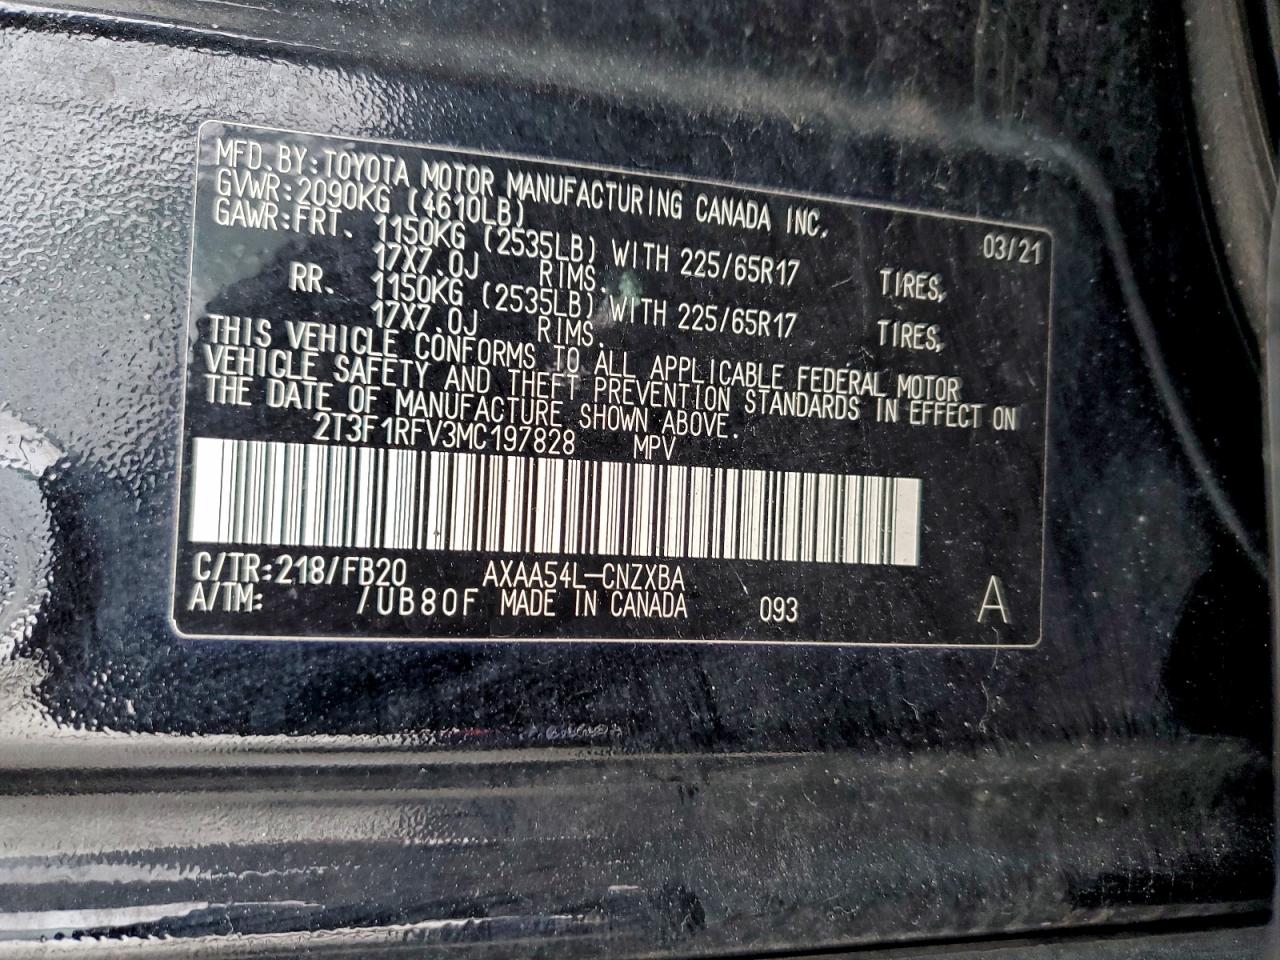 MFD.BY:TOYOTA MOTOR MANUFACTURING CANADA INC.
GVWR:2090KG (4610LB) 03/21
GAWR:FRT. 1150KG (2535LB) WITH 225/65R17 TIRES,
17X7.0J RIMS.
RR. 1150KG (2535LB) WITH 225/65R17 TIRES,
17X7.0J RIMS.
THIS VEHICLE CONFORMS TO ALL APPLICABLE FEDERAL MOTOR
VEHICLE SAFETY AND THEFT PREVENTION STANDARDS IN EFFECT ON
THE DATE OF MANUFACTURE SHOWN ABOVE.
2T3F1RFV3MC197828 MPV
C/TR:218/FB20 AXAA54L-CNZXBA
A/TM: /UB80F MADE IN CANADA 093 A